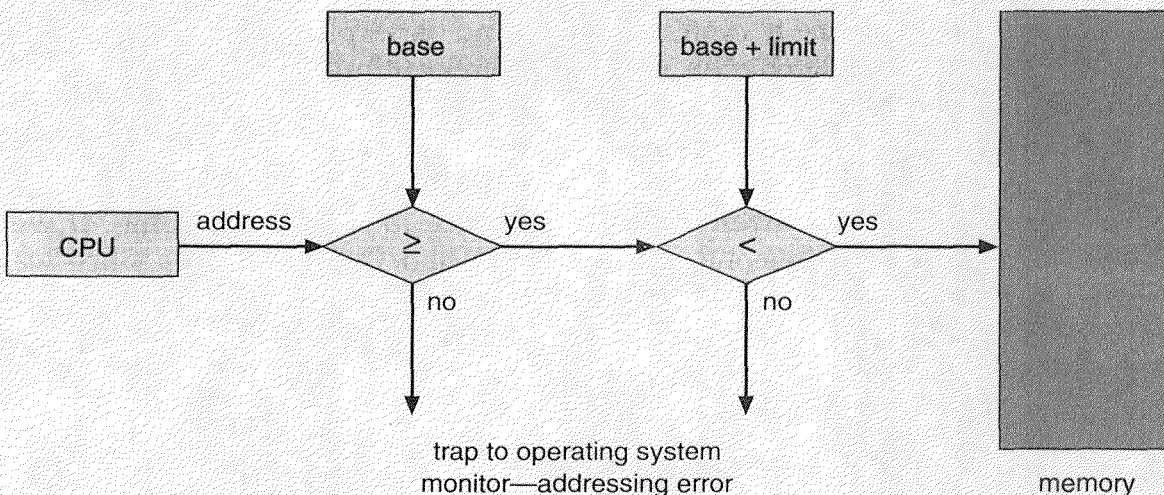 base
base + limit
CPU
address
≥
yes
<
yes
no
no
trap to operating system
monitor—addressing error
memory